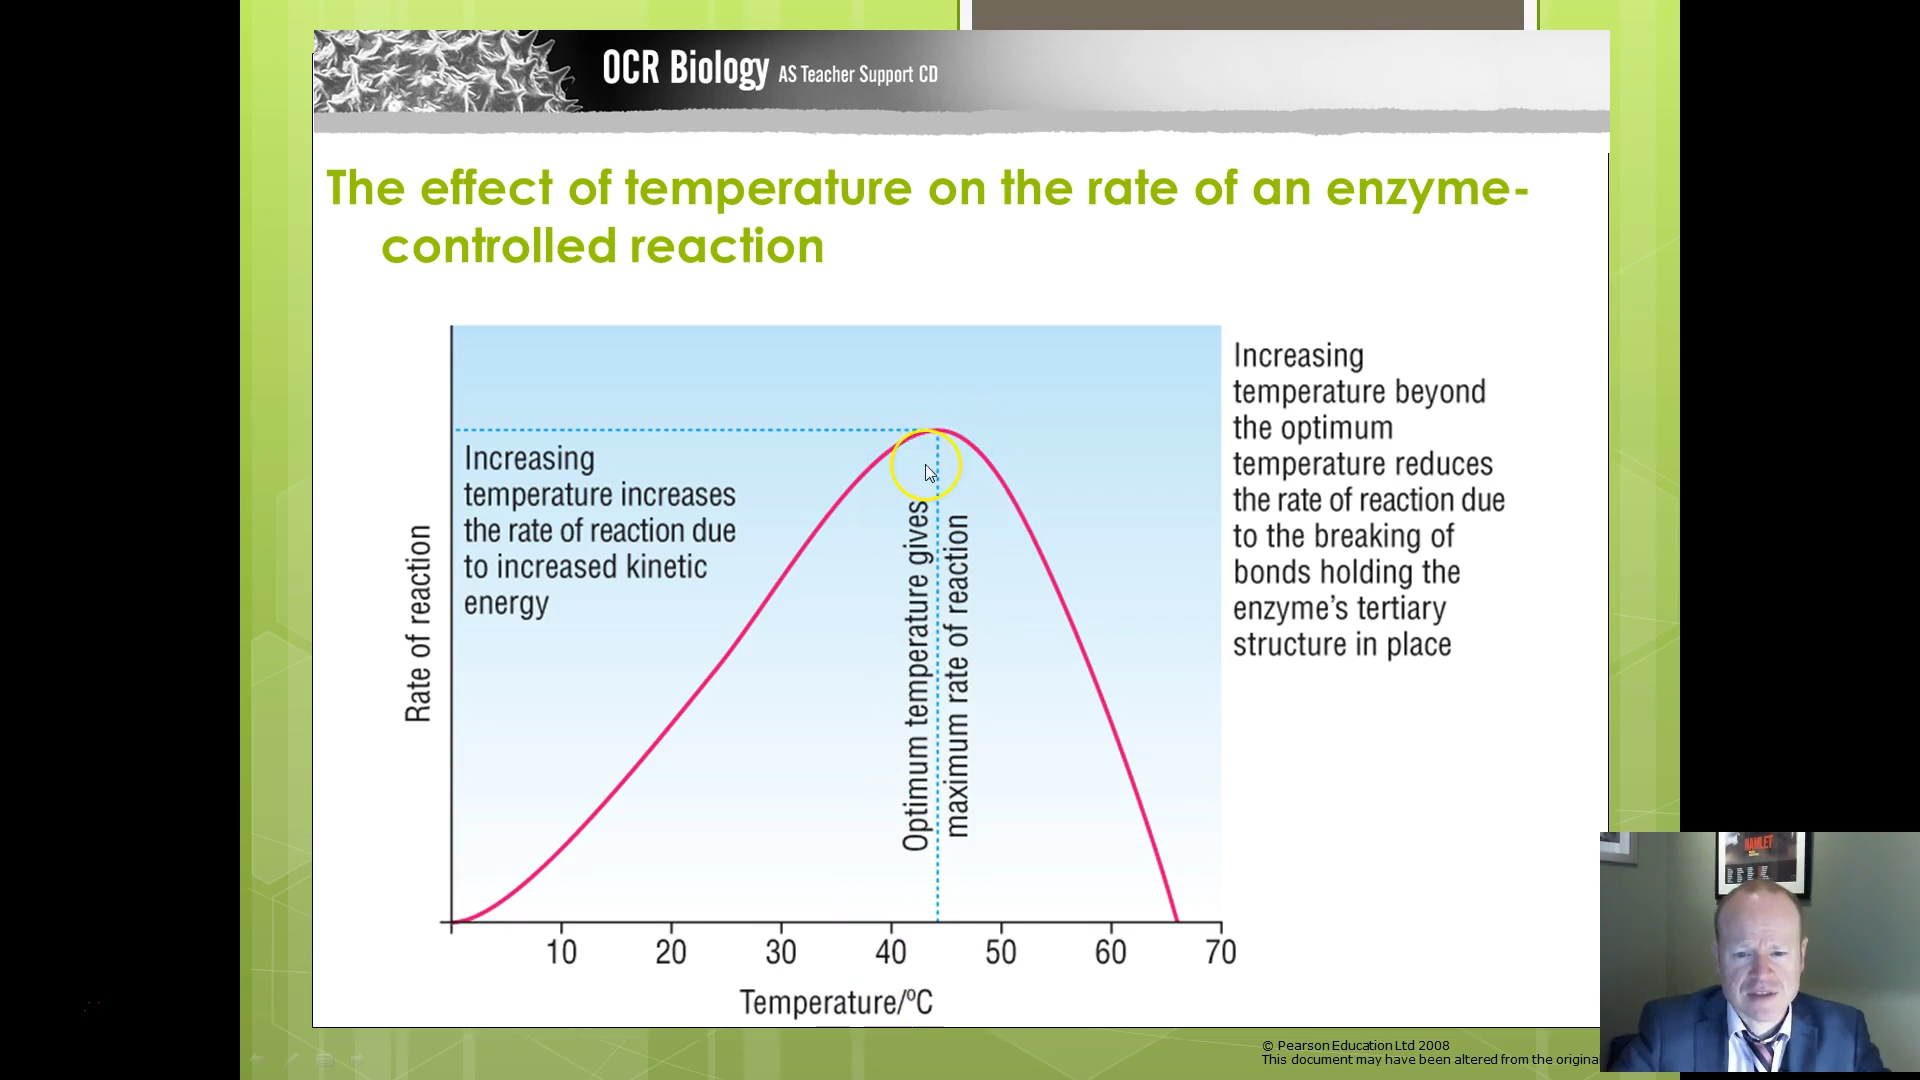 OCR Biology AS Teacher Support CD
The effect of temperature on the rate of an enzyme-
controlled reaction
Increasing
temperature increases
the rate of reaction due
to increased kinetic
energy
Optimum temperature gives
maximum rate of reaction
Increasing
temperature beyond
the optimum
temperature reduces
the rate of reaction due
to the breaking of
bonds holding the
enzyme's tertiary
structure in place
Rate of reaction
10 20 30 40 50 60 70
Temperature/ºC
© Pearson Education Ltd 2008
This document may have been altered from the origina
HAMLET